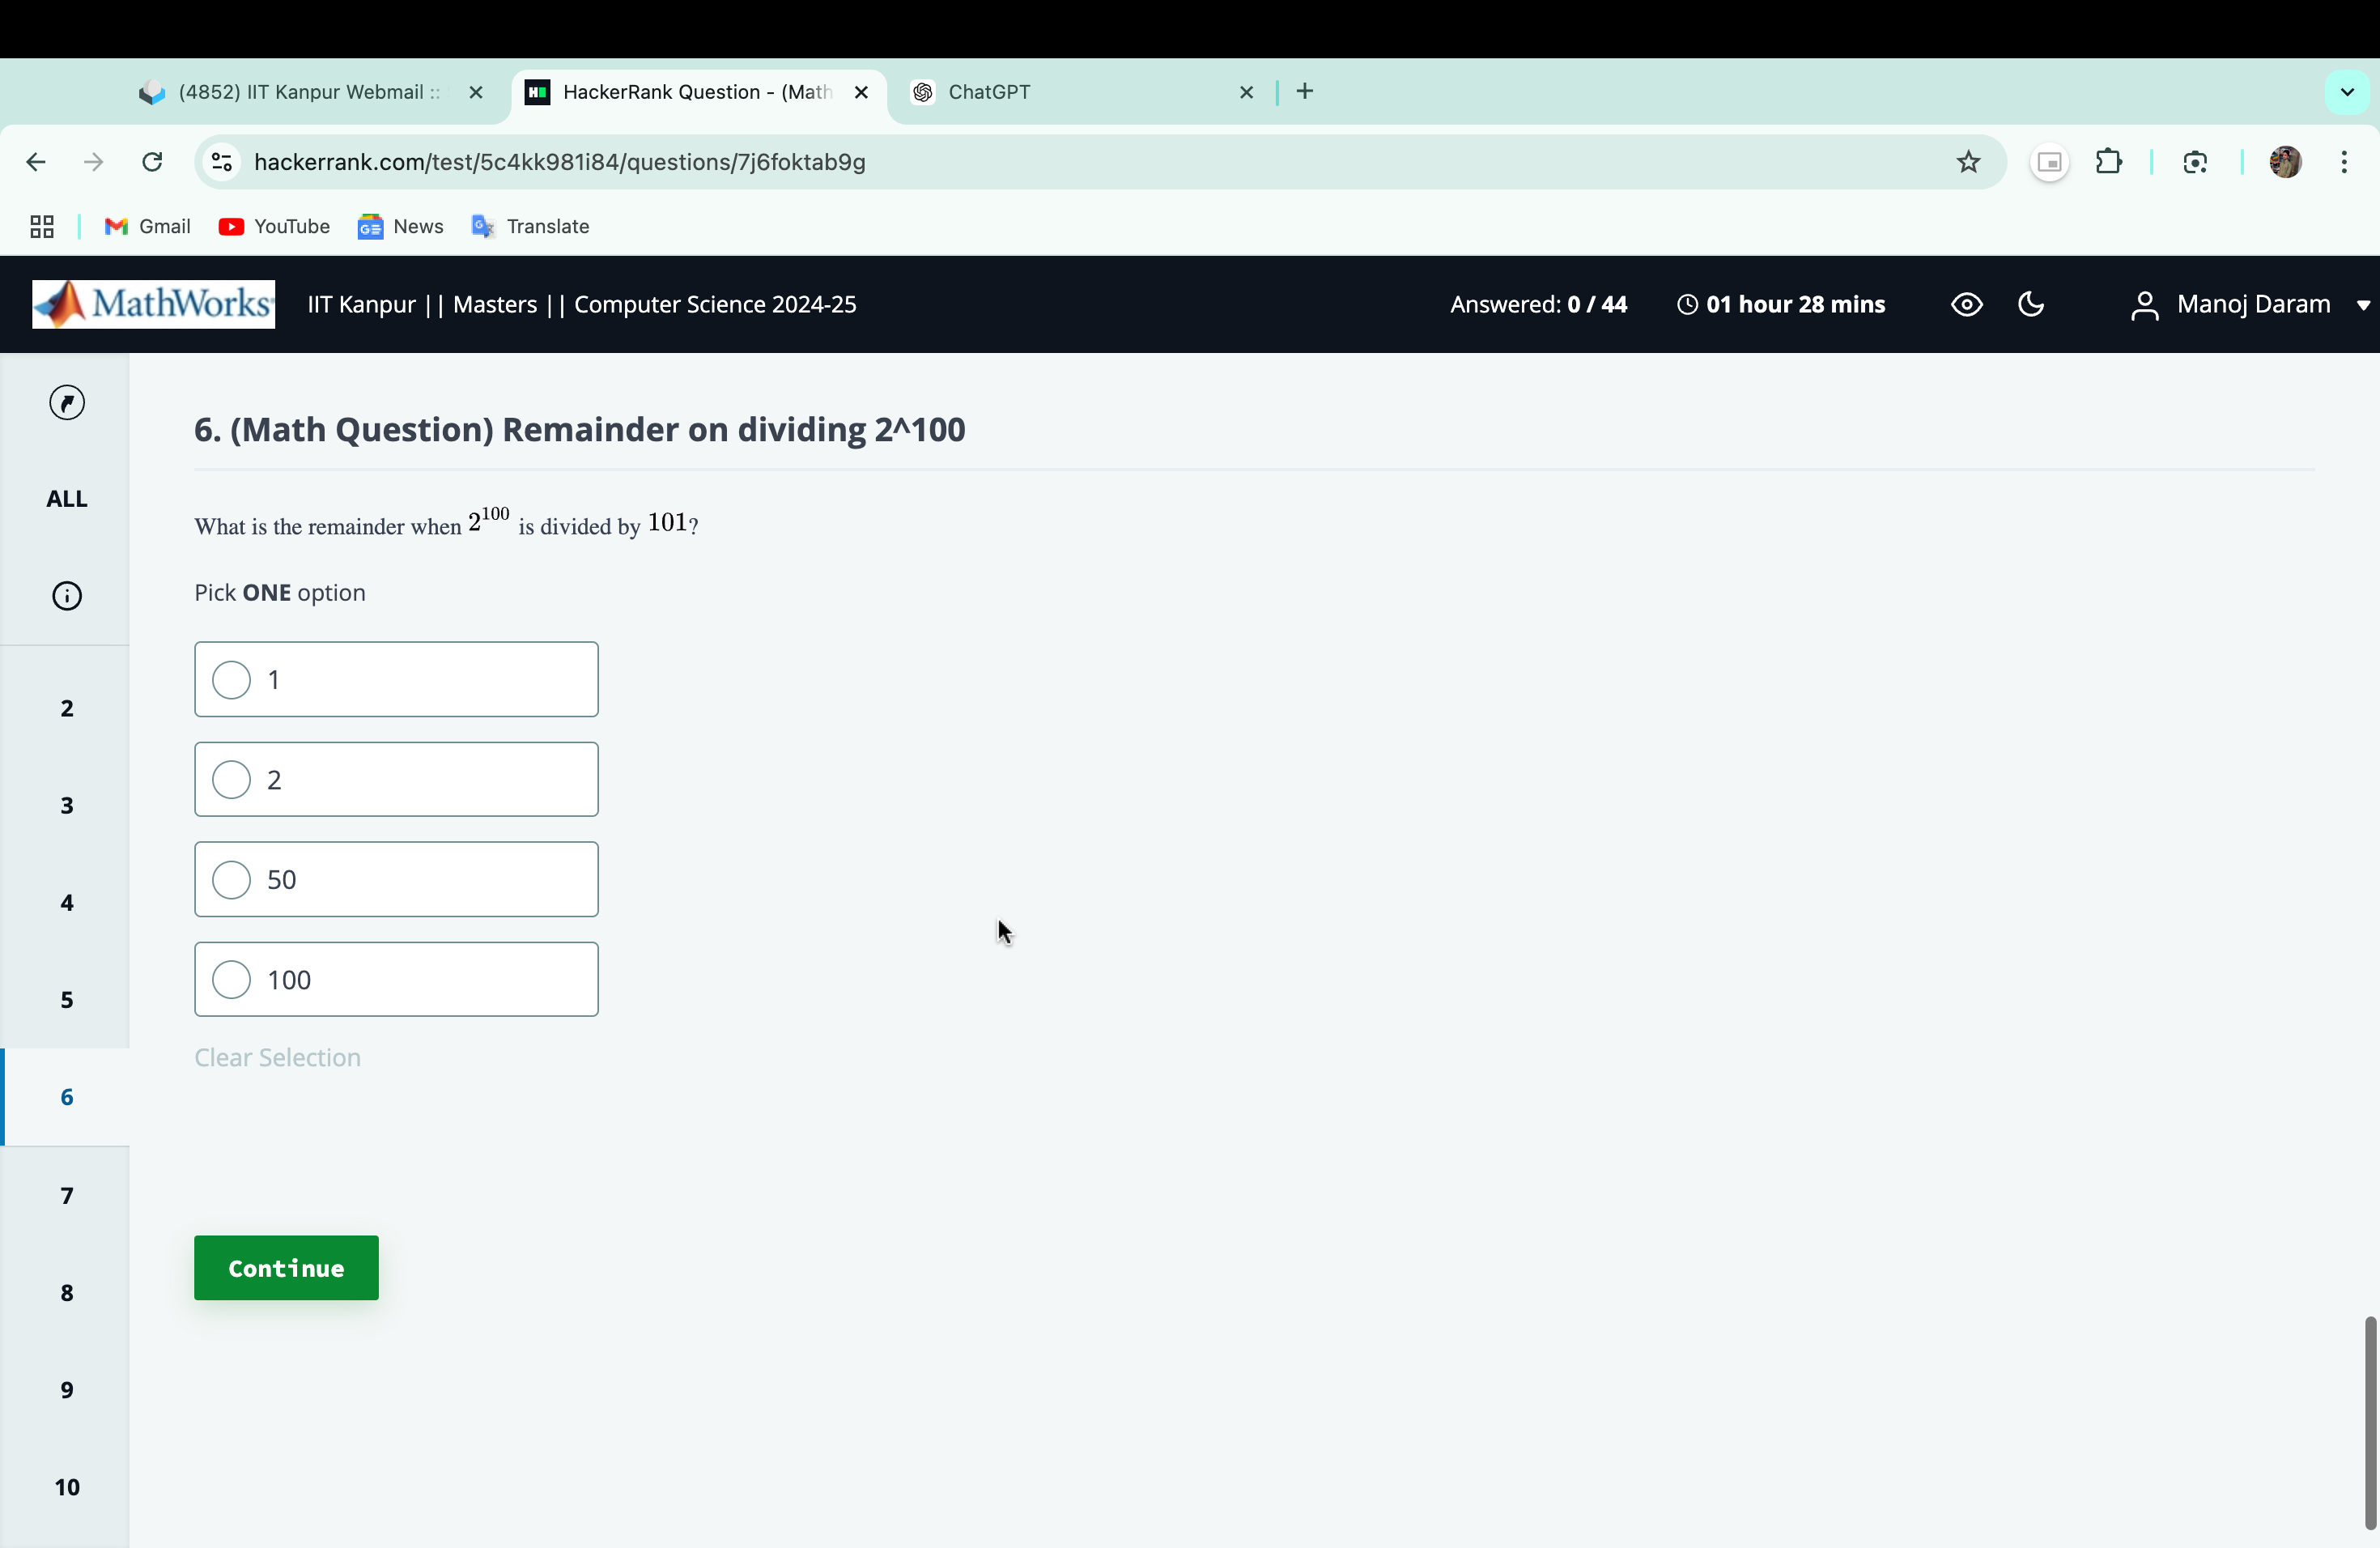 (4852) IIT Kanpur Webmail ::
HackerRank Question - (Math
ChatGPT
hackerrank.com/test/5c4kk981i84/questions/7j6foktab9g
Gmail
YouTube
News
Translate
MathWorks
IIT Kanpur || Masters || Computer Science 2024-25
Answered: 0 / 44
01 hour 28 mins
Manoj Daram
ALL
2
3
4
5
6
7
8
9
10
6. (Math Question) Remainder on dividing 2^100
What is the remainder when 2^100 is divided by 101?
Pick ONE option
1
2
50
100
Clear Selection
Continue